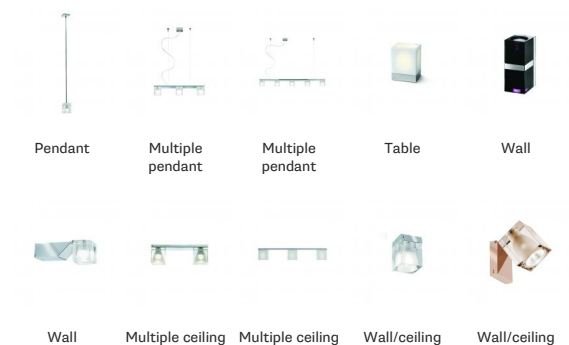 Pendant
Multiple
pendant
Multiple
pendant
Table
Wall
Wall
Multiple ceiling
Multiple ceiling
Wall/ceiling
Wall/ceiling